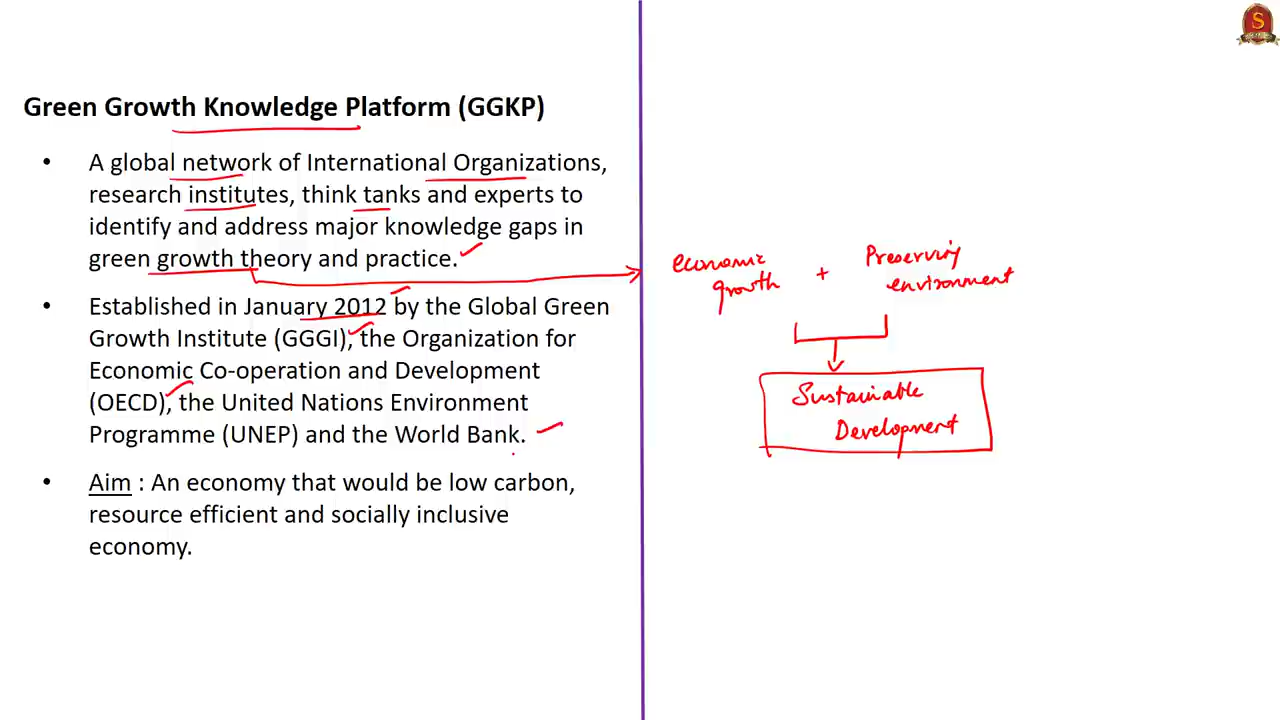 Green Growth Knowledge Platform (GGKP)
• A global network of International Organizations,
research institutes, think tanks and experts to
identify and address major knowledge gaps in
green growth theory and practice.
• Established in January 2012 by the Global Green
Growth Institute (GGGI), the Organization for
Economic Co-operation and Development
(OECD), the United Nations Environment
Programme (UNEP) and the World Bank.
• Aim : An economy that would be low carbon,
resource efficient and socially inclusive
economy.
economic
growth
+
Preserving
environment
Sustainable
Development
S